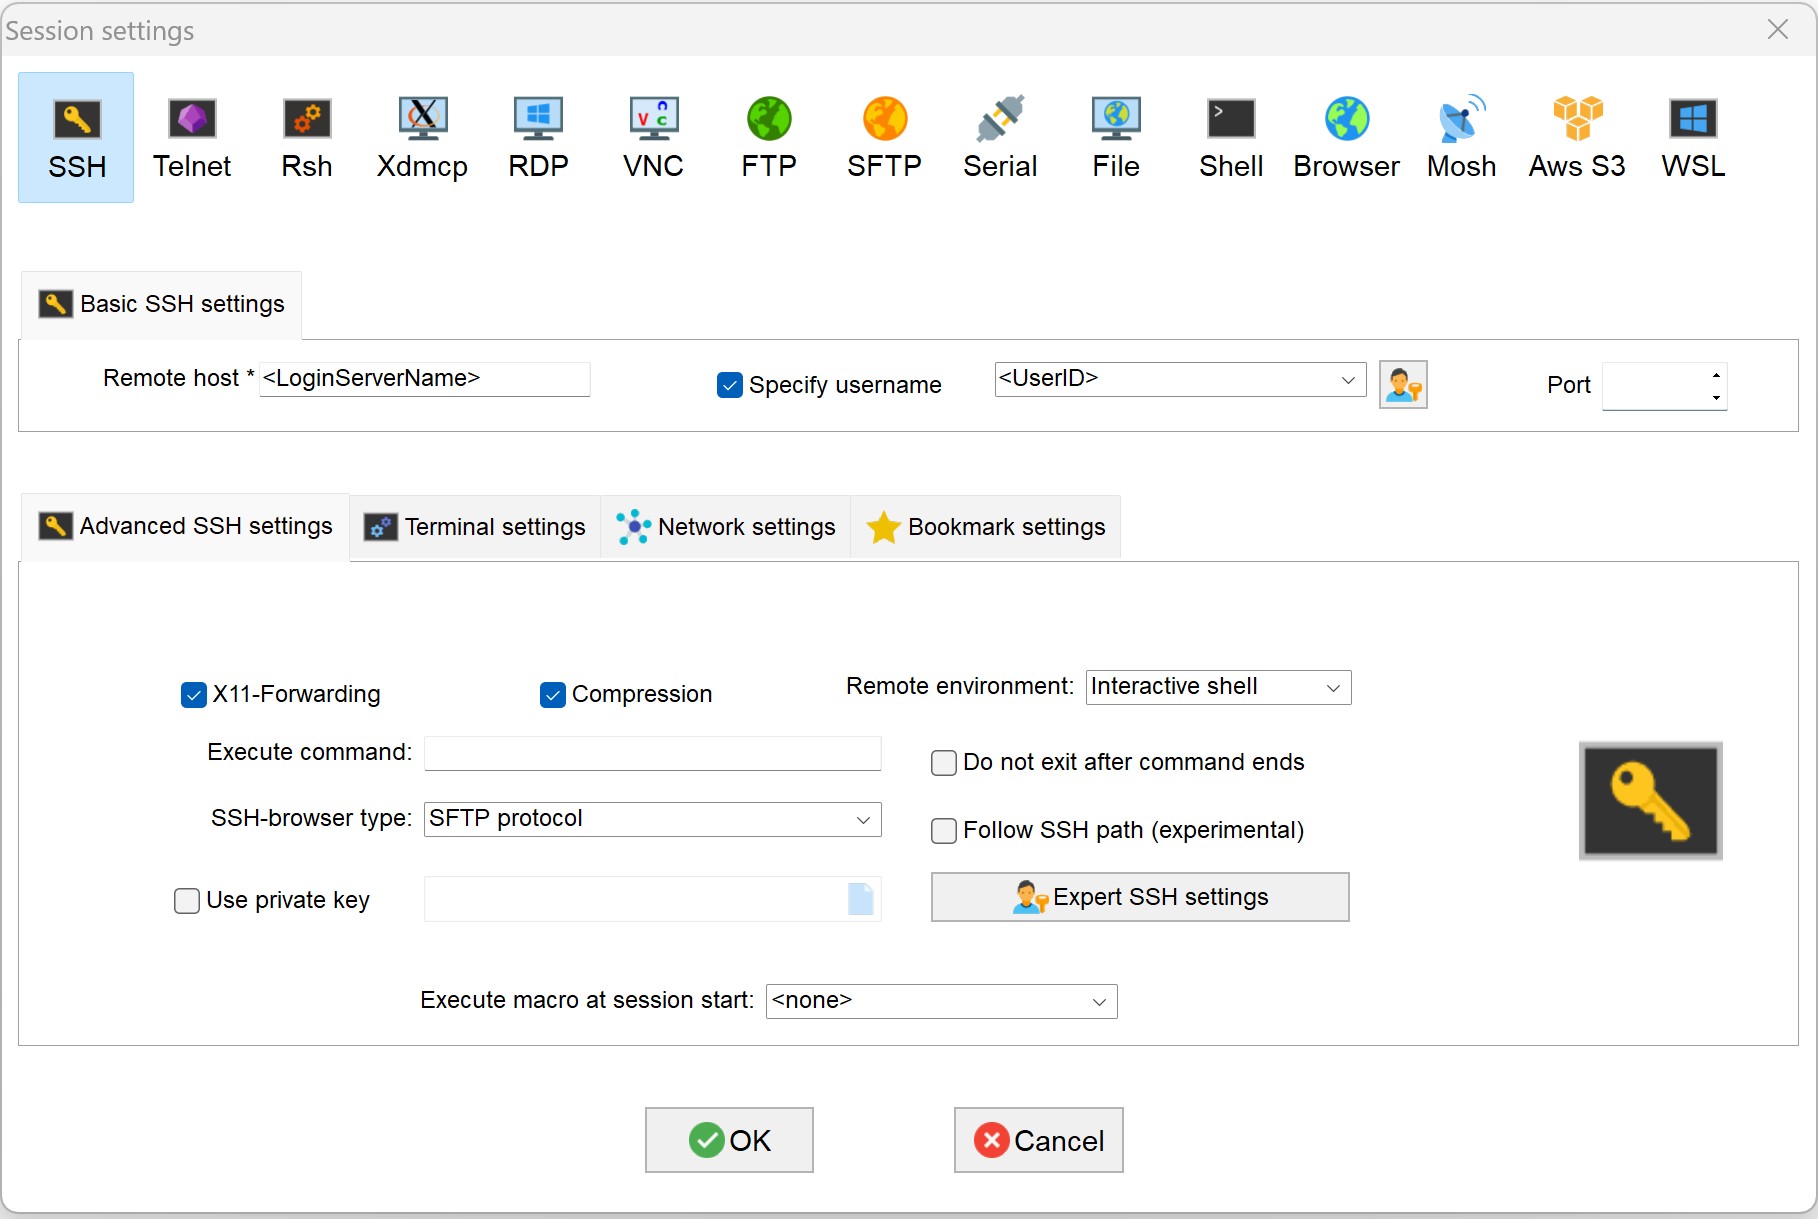 Session settings
SSH Telnet Rsh Xdmcp RDP VNC FTP SFTP Serial File Shell Browser Mosh Aws S3 WSL
Basic SSH settings
Remote host * <LoginServerName> Specify username <UserID> Port
Advanced SSH settings Terminal settings Network settings Bookmark settings
X11-Forwarding Compression Remote environment: Interactive shell
Execute command: Do not exit after command ends
SSH-browser type: SFTP protocol Follow SSH path (experimental)
Use private key Expert SSH settings
Execute macro at session start: <none>
OK Cancel